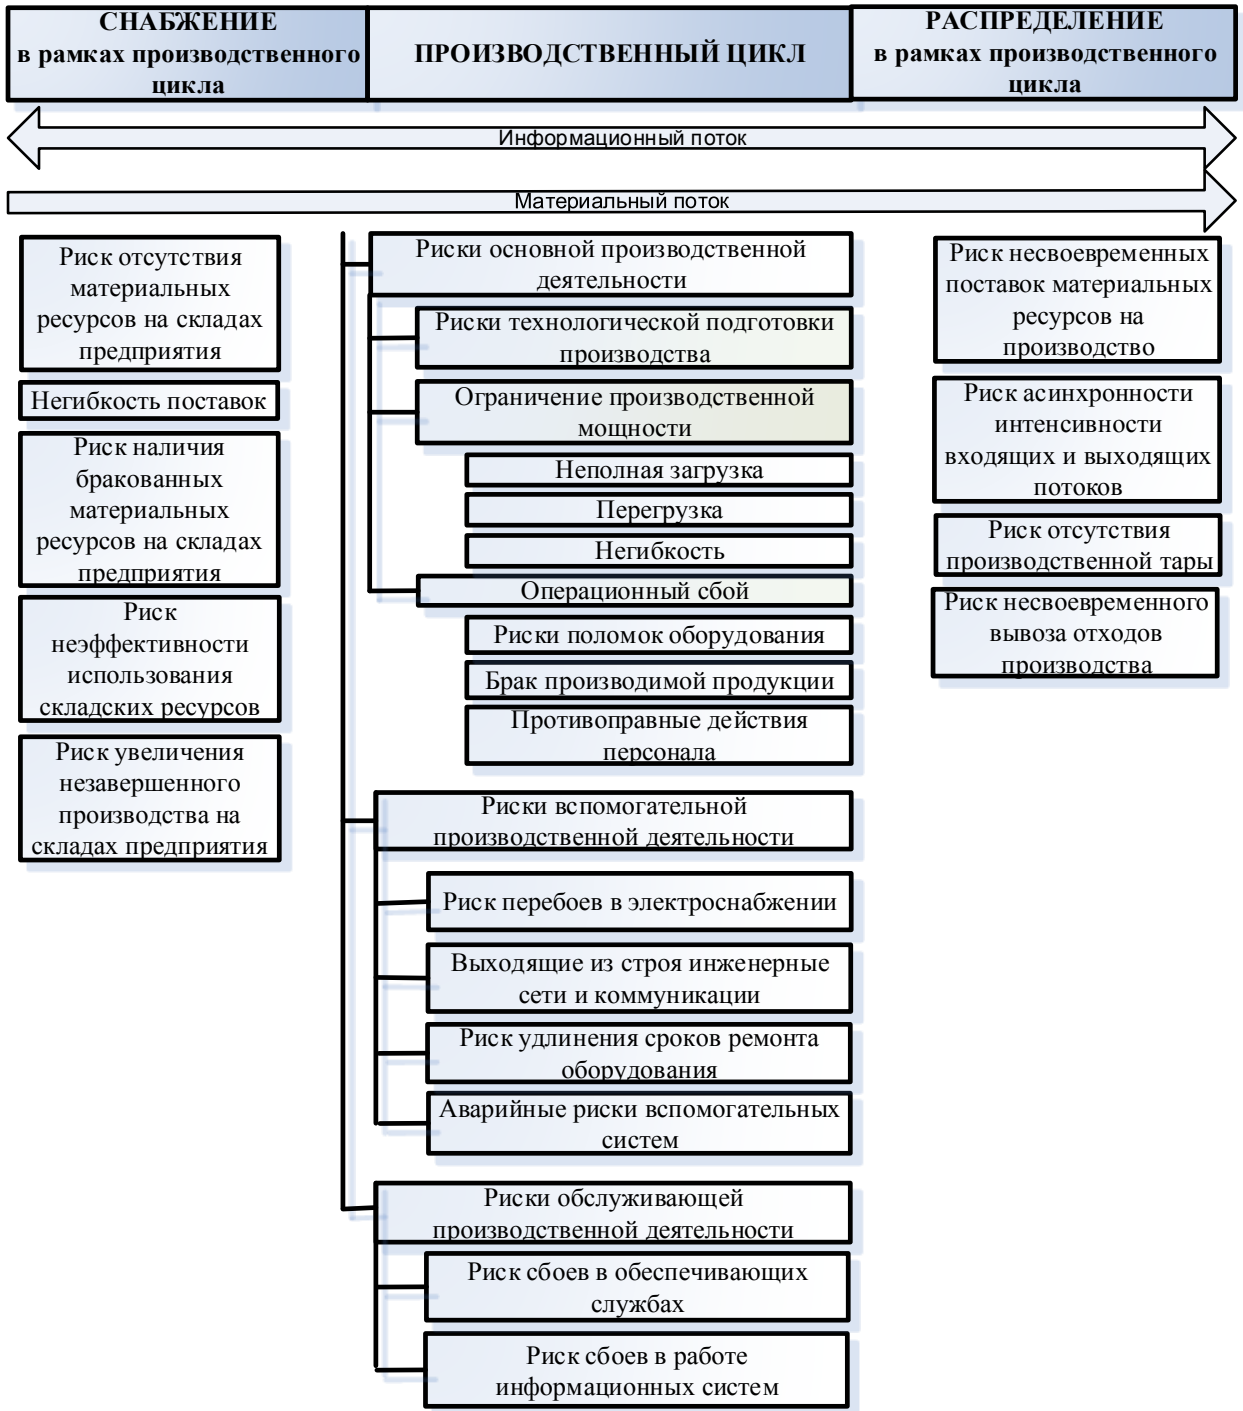 СНАБЖЕНИЕ
в рамках производственного
цикла
ПРОИЗВОДСТВЕННЫЙ ЦИКЛ
РАСПРЕДЕЛЕНИЕ
в рамках производственного
цикла
Информационный поток
Материальный поток
Риск отсутствия
материальных
ресурсов на складах
предприятия
Негибкость поставок
Риск наличия
бракованных
материальных
ресурсов на складах
предприятия
Риск
неэффективности
использования
складских ресурсов
Риск увеличения
незавершенного
производства на
складах предприятия
Риски основной производственной
деятельности
Риски технологической подготовки
производства
Ограничение производственной
мощности
Неполная загрузка
Перегрузка
Негибкость
Операционный сбой
Риски поломок оборудования
Брак производимой продукции
Противоправные действия
персонала
Риски вспомогательной
производственной деятельности
Риск перебоев в электроснабжении
Выходящие из строя инженерные
сети и коммуникации
Риск удлинения сроков ремонта
оборудования
Аварийные риски вспомогательных
систем
Риски обслуживающей
производственной деятельности
Риск сбоев в обеспечивающих
службах
Риск сбоев в работе
информационных систем
Риск несвоевременных
поставок материальных
ресурсов на
производство
Риск асинхронности
интенсивности
входящих и выходящих
потоков
Риск отсутствия
производственной тары
Риск несвоевременного
вывоза отходов
производства